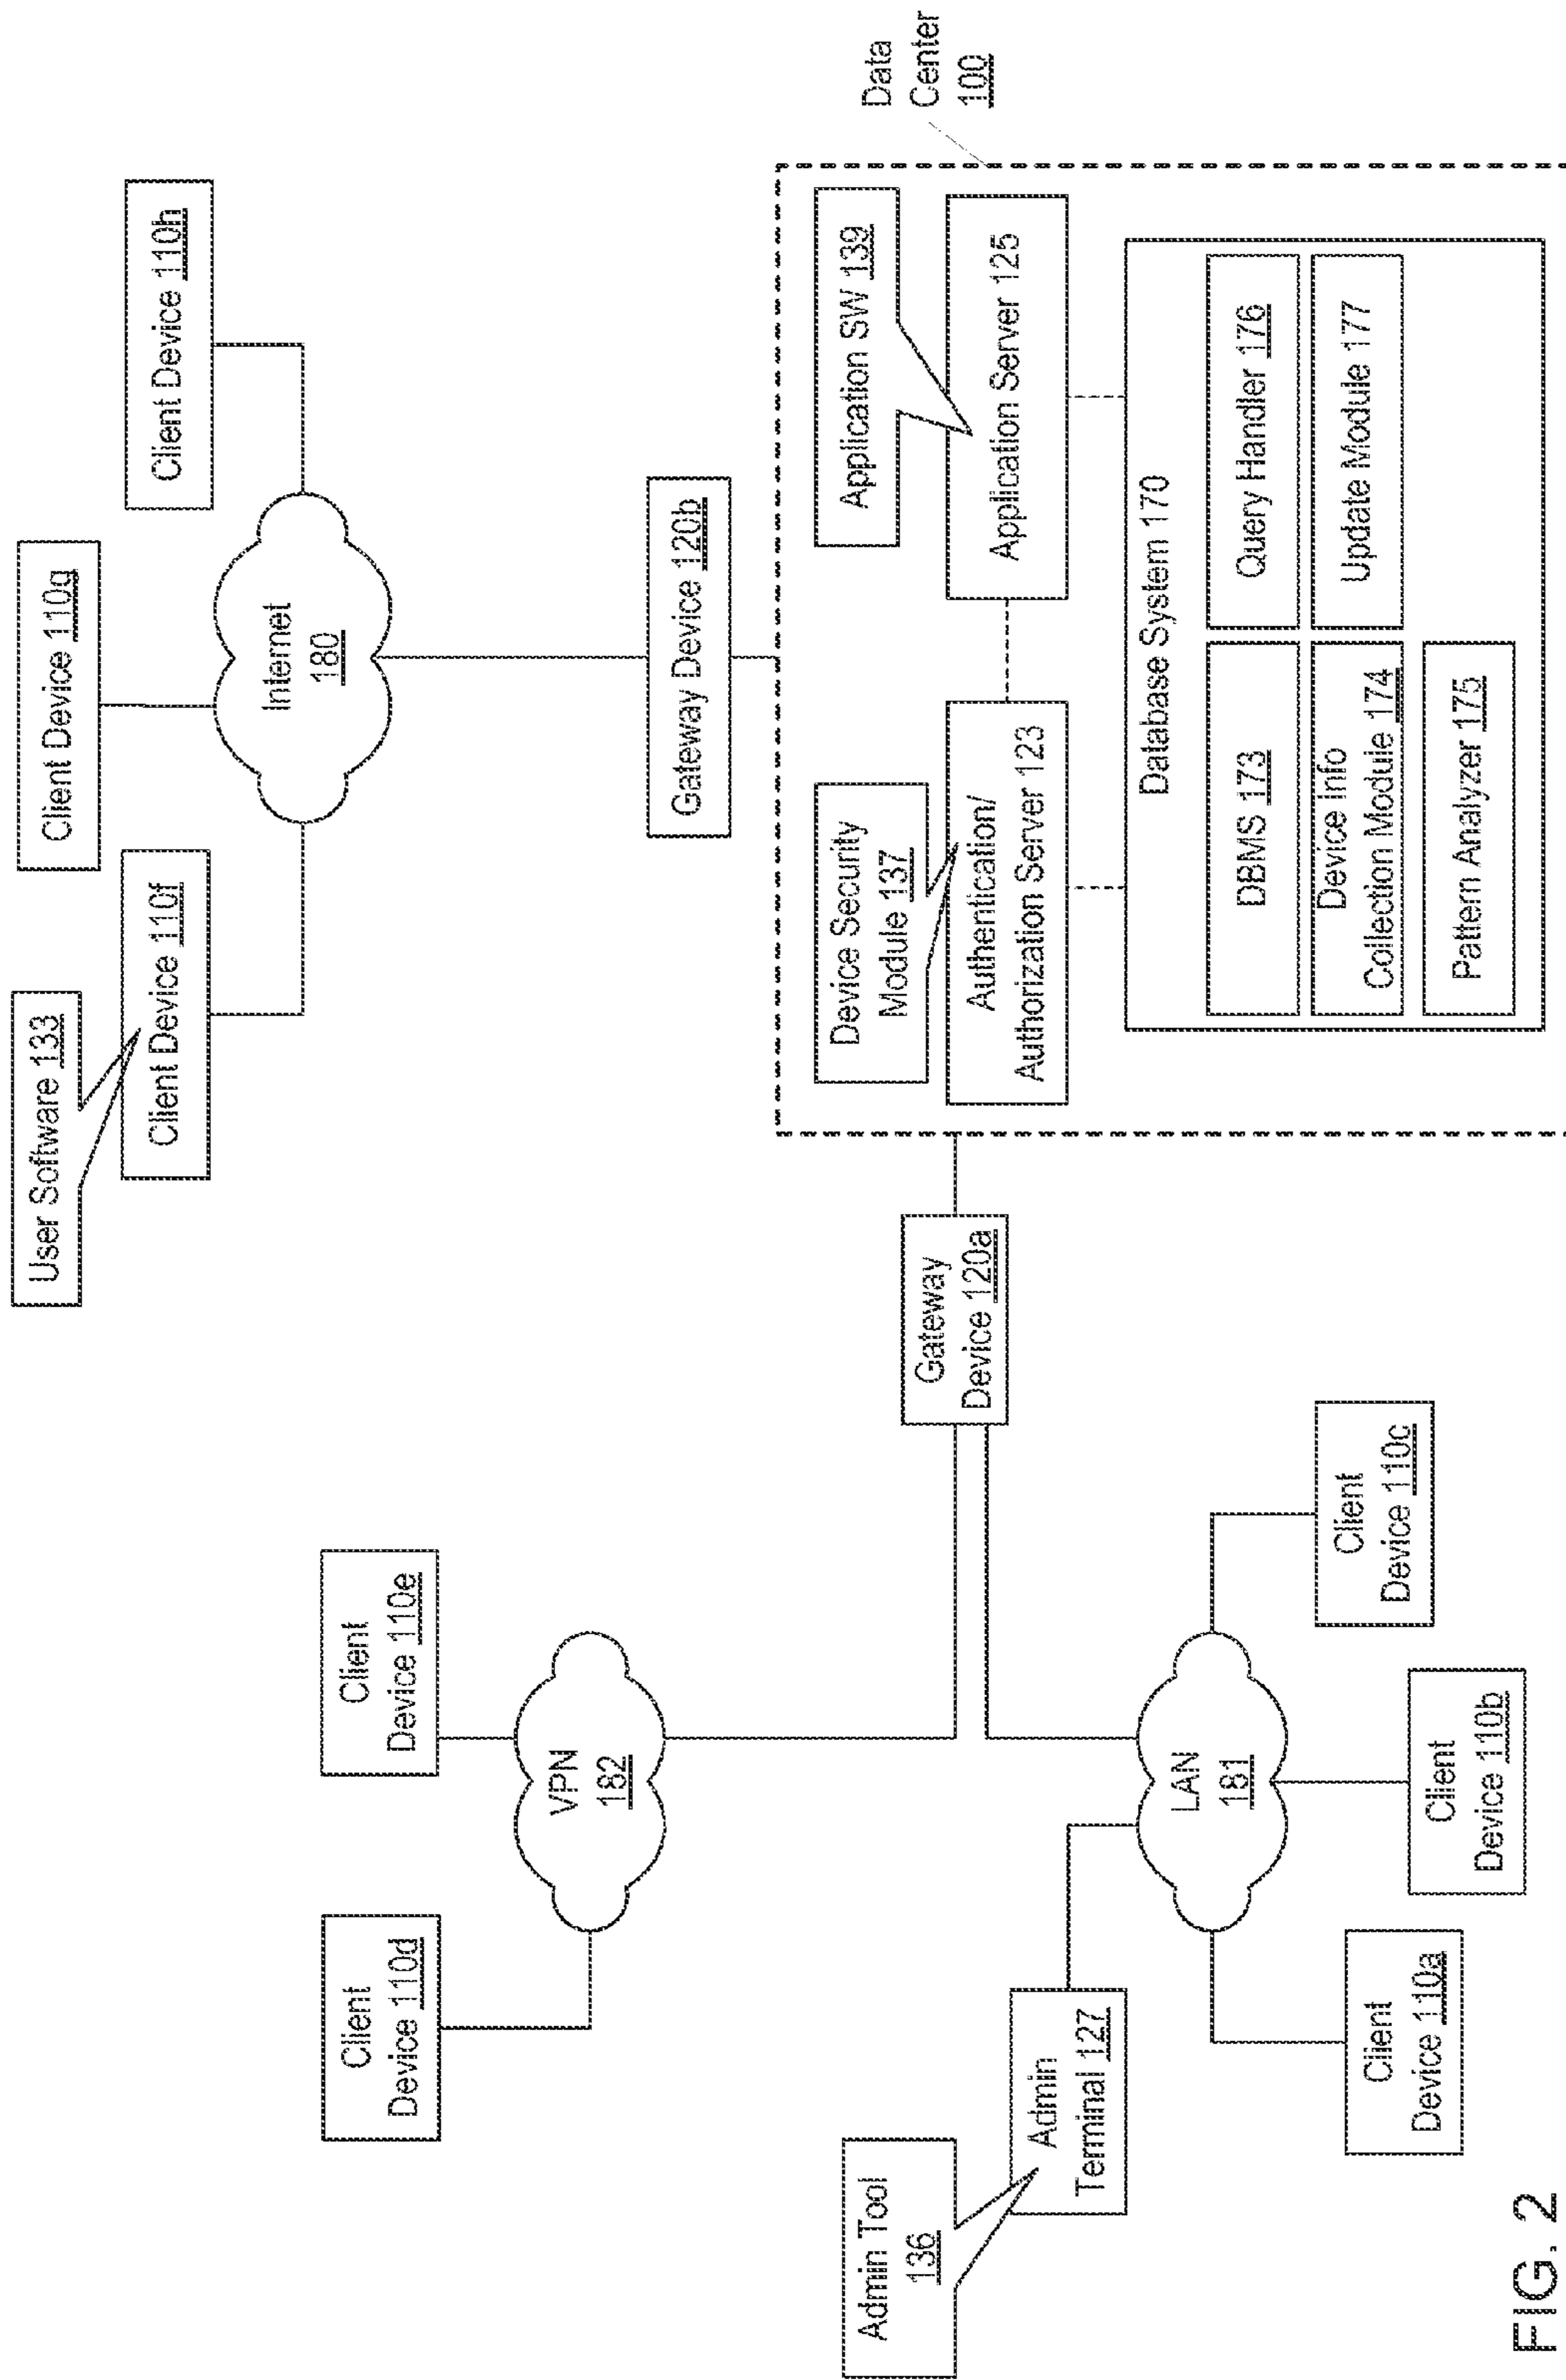 User Software 133
Client Device 110f
Client Device 110g
Client Device 110h
Internet
180
Gateway Device 120b
Client
Device 110d
Client
Device 110e
VPN
182
Gateway
Device 120a
Data
Center
100
Device Security
Module 137
Application SW 139
Authentication/
Authorization Server 123
Application Server 125
Database System 170
DBMS 173
Query Handler 176
Device Info
Collection Module 174
Update Module 177
Pattern Analyzer 175
Admin Tool
136
Admin
Terminal 127
LAN
181
Client
Device 110a
Client
Device 110b
Client
Device 110c
FIG. 2